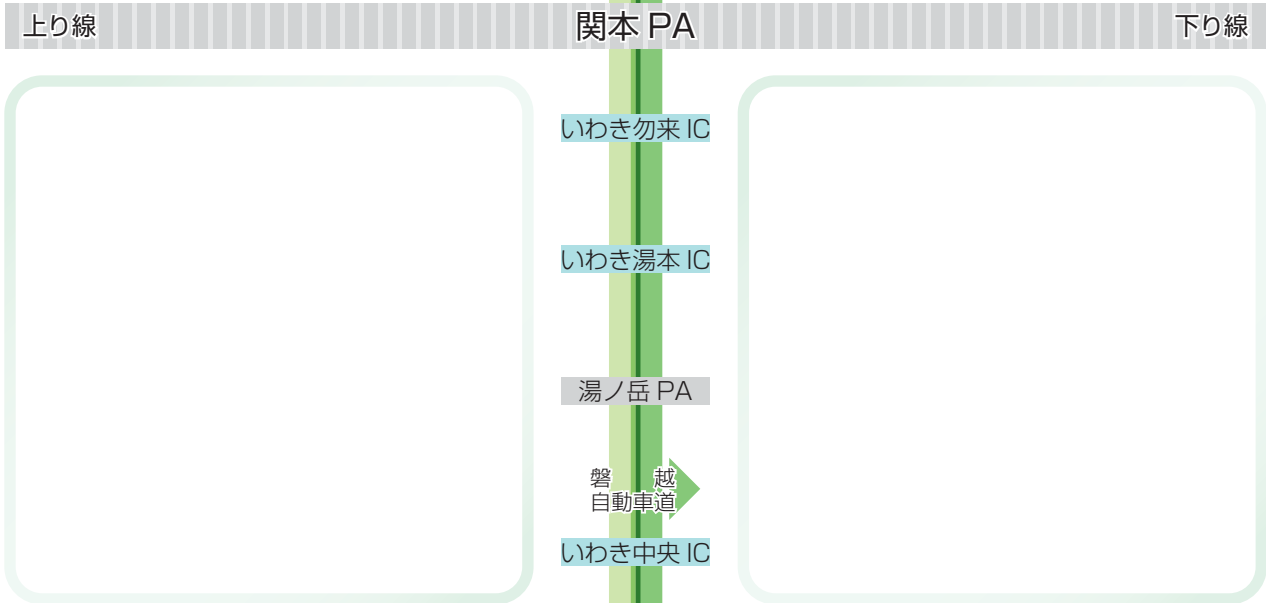 上り線 関本 PA 下り線
いわき勿来 IC
いわき湯本 IC
湯ノ岳 PA
磐 越
自動車道
いわき中央 IC